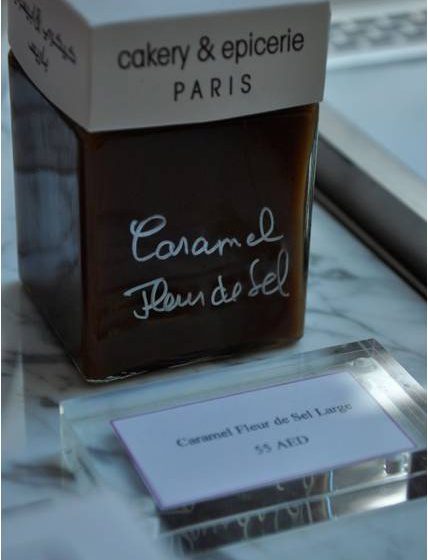 cakery & epicerie
PARIS
Caramel
Fleur de Sel
Caramel Fleur de Sel Large
55 AED